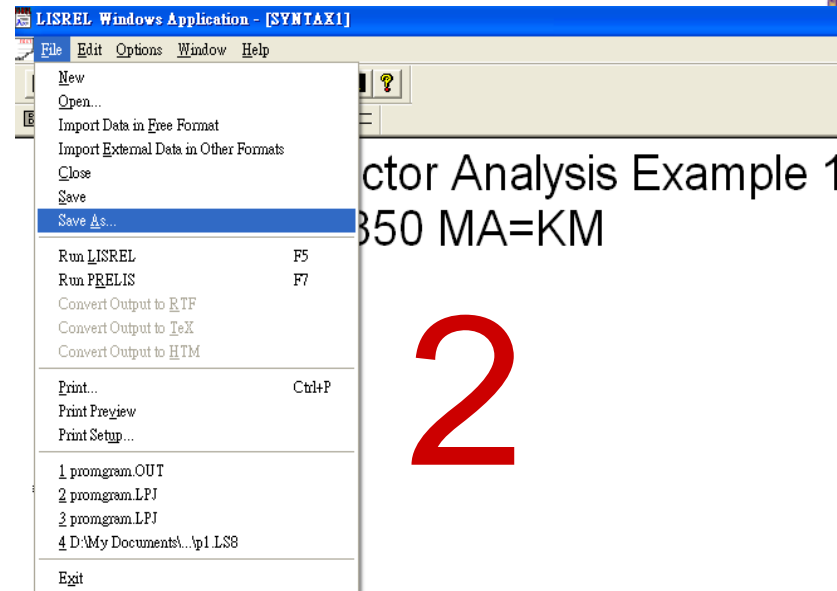 LISREL Windows Application - [SYNTAX1]
File Edit Options Window Help
New
Open...
Import Data in Free Format
Import External Data in Other Formats
Close
Save
Save As...
Run LISREL F5
Run PRELIS F7
Convert Output to RTF
Convert Output to TeX
Convert Output to HTM
Print... Ctrl+P
Print Preview
Print Setup...
1 promgram.OUT
2 promgram.LPJ
3 promgram.LPJ
4 D:\My Documents\...\p1.LS8
Exit
?
ctor Analysis Example 1
350 MA=KM
2